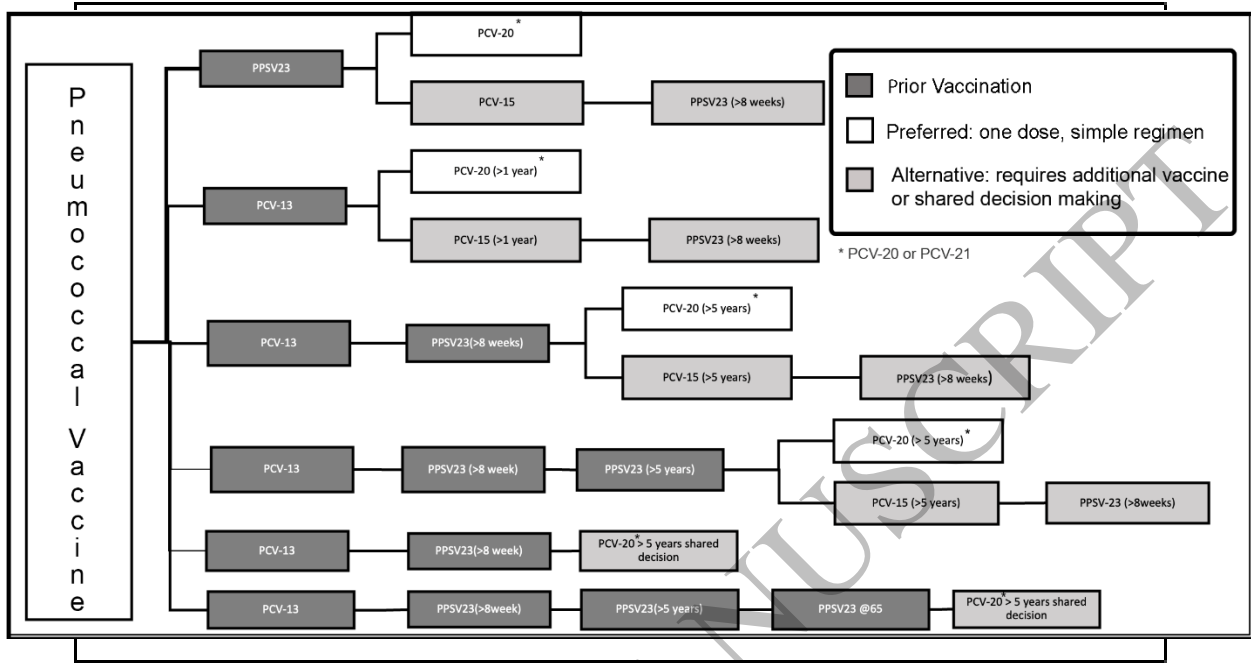 Pneumococcal Vaccine
PPSV23
PCV-20*
PCV-15
PPSV23 (>8 weeks)
PCV-13
PCV-20 (>1 year)*
PCV-15 (>1 year)
PPSV23 (>8 weeks)
PCV-13
PPSV23(>8 weeks)
PCV-20 (>5 years)*
PCV-15 (>5 years)
PPSV23 (>8 weeks)
PCV-13
PPSV23 (>8 week)
PPSV23 (>5 years)
PCV-20 (> 5 years)*
PCV-15 (>5 years)
PPSV-23 (>8weeks)
PCV-13
PPSV23(>8 week)
PCV-20*> 5 years shared
decision
PCV-13
PPSV23(>8week)
PPSV23(>5 years)
PPSV23 @65
PCV-20*> 5 years shared
decision
Prior Vaccination
Preferred: one dose, simple regimen
Alternative: requires additional vaccine
or shared decision making
* PCV-20 or PCV-21
NUSCRIPT